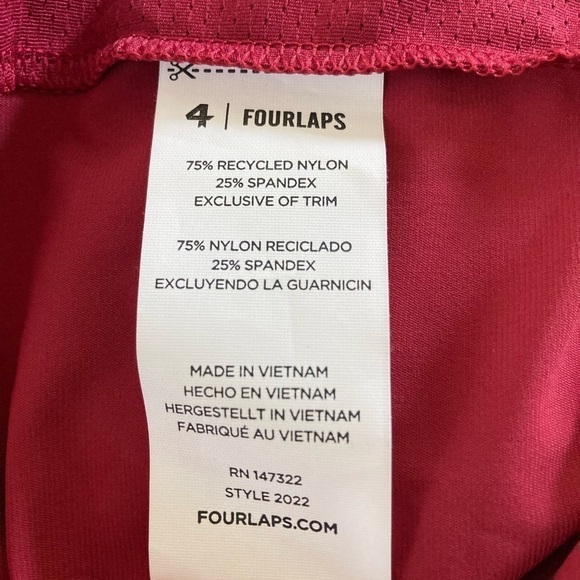 4 | FOURLAPS
75% RECYCLED NYLON
25% SPANDEX
EXCLUSIVE OF TRIM
75% NYLON RECICLADO
25% SPANDEX
EXCLUYENDO LA GUARNICIN
MADE IN VIETNAM
HECHO EN VIETNAM
HERGESTELLT IN VIETNAM
FABRIQUÉ AU VIETNAM
RN 147322
STYLE 2022
FOURLAPS.COM